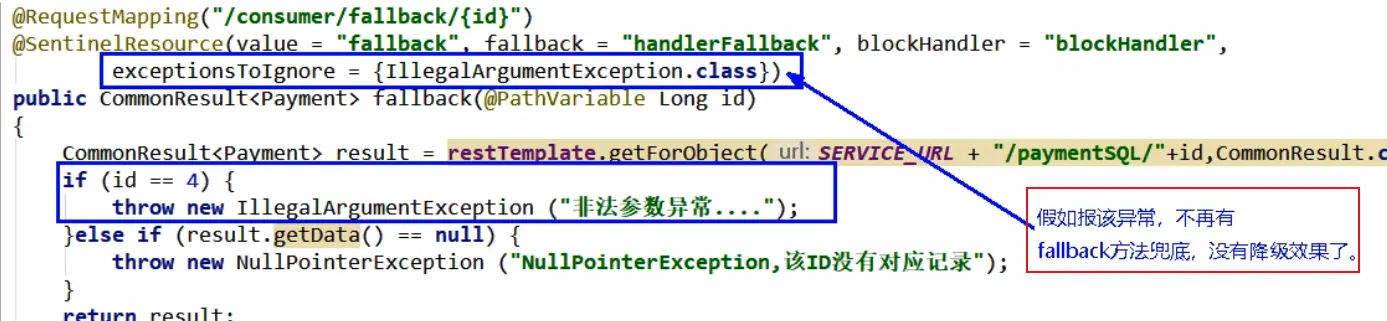 @RequestMapping("/consumer/fallback/{id}")
@SentinelResource(value = "fallback", fallback = "handlerFallback", blockHandler = "blockHandler",
exceptionsToIgnore = {IllegalArgumentException.class})
public CommonResult<Payment> fallback(@PathVariable Long id)
{
CommonResult<Payment> result = restTemplate.getForObject( url: SERVICE_URL + "/paymentSQL/"+id,CommonResult.c
if (id == 4) {
throw new IllegalArgumentException ("非法参数异常....");
}else if (result.getData() == null) {
throw new NullPointerException ("NullPointerException,该ID没有对应记录");
}
return result;
假如报该异常，不再有
fallback方法兜底，没有降级效果了。